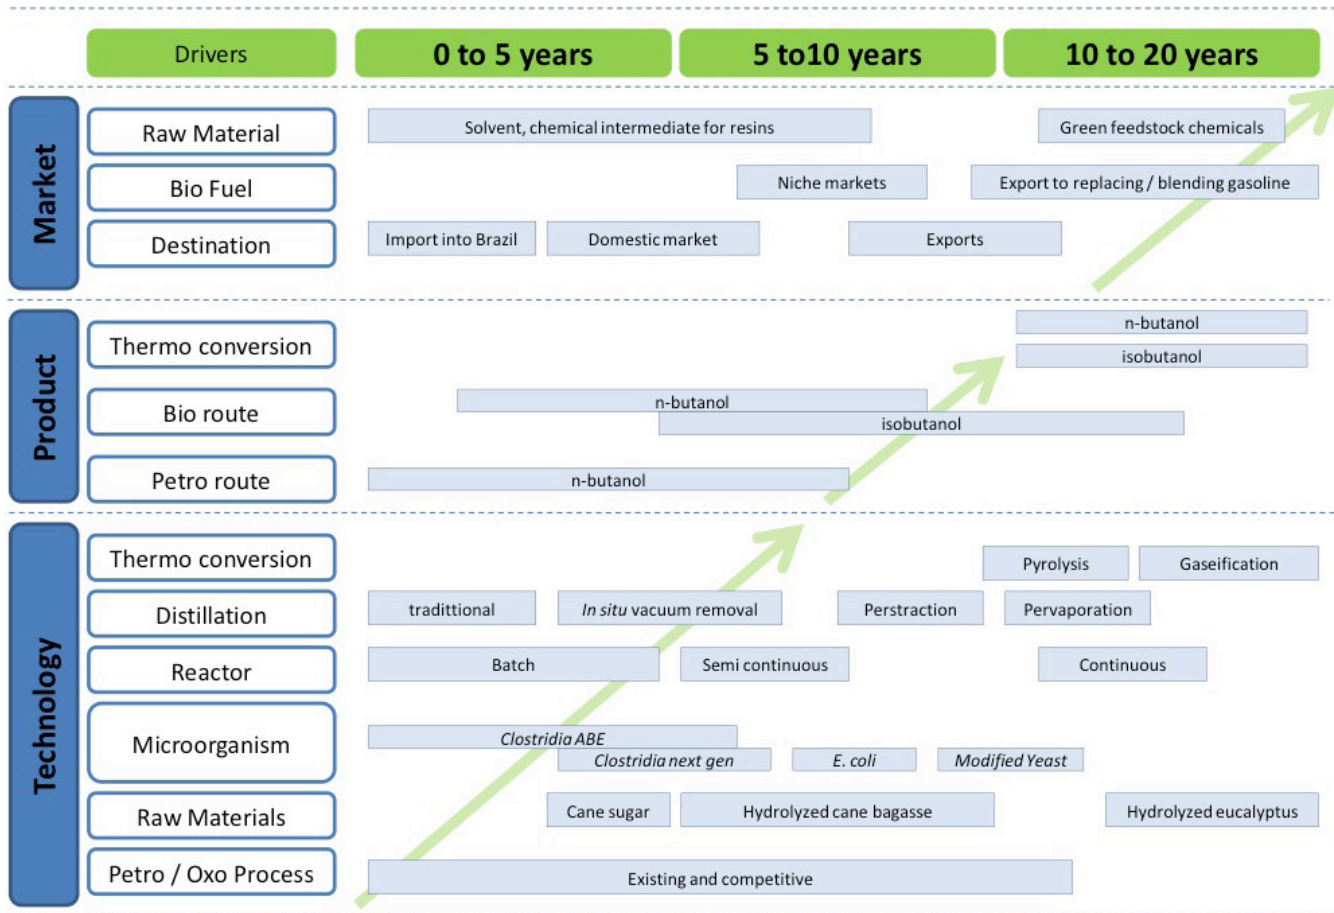 Drivers
0 to 5 years
5 to10 years
10 to 20 years
Market
Raw Material
Solvent, chemical intermediate for resins
Green feedstock chemicals
Bio Fuel
Niche markets
Export to replacing / blending gasoline
Destination
Import into Brazil
Domestic market
Exports
Product
Thermo conversion
n-butanol
isobutanol
Bio route
n-butanol
isobutanol
Petro route
n-butanol
Technology
Thermo conversion
Pyrolysis
Gaseification
Distillation
tradittional
In situ vacuum removal
Perstraction
Pervaporation
Reactor
Batch
Semi continuous
Continuous
Microorganism
Clostridia ABE
Clostridia next gen
E. coli
Modified Yeast
Raw Materials
Cane sugar
Hydrolyzed cane bagasse
Hydrolyzed eucalyptus
Petro / Oxo Process
Existing and competitive